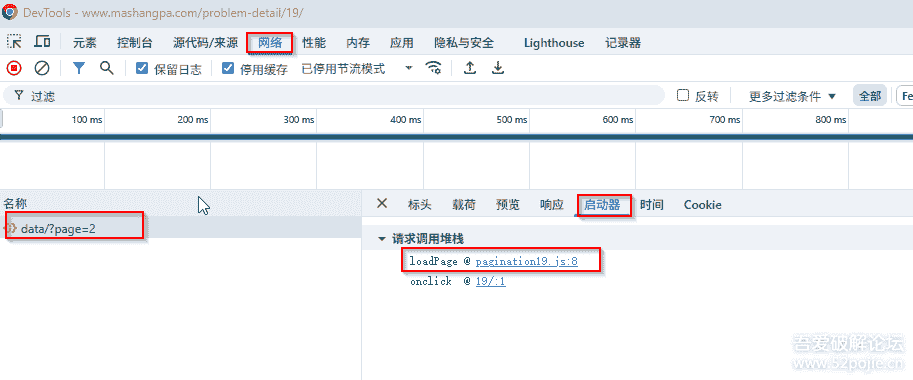 DevTools - www.mashangpa.com/problem-detail/19/
元素 控制台 源代码/来源 网络 性能 内存 应用 隐私与安全 Lighthouse 记录器
保留日志 停用缓存 已停用节流模式
过滤 反转 更多过滤条件 全部 Fe
100 ms 200 ms 300 ms 400 ms 500 ms 600 ms 700 ms 800 ms
名称 标头 载荷 预览 响应 启动器 时间 Cookie
data/?page=2
请求调用堆栈
loadPage @ pagination19.js:8
onclick @ 19/:1
吾爱破解论坛
www.52pojie.cn